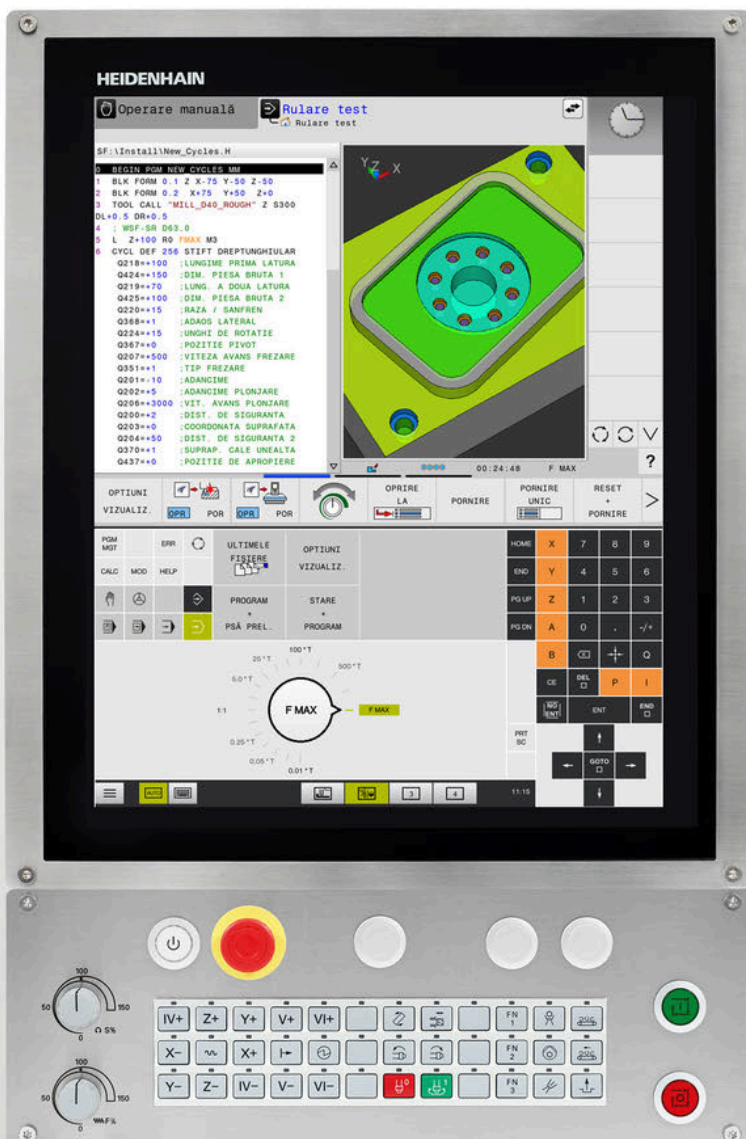 HEIDENHAIN
Operare manuală
Rulare test
Rulare test
SF:\Install\New_Cycles.H
0 BEGIN PGM NEW_CYCLES MM
1 BLK FORM 0.1 Z X-75 Y-50 Z-50
2 BLK FORM 0.2 X+75 Y+50 Z+0
3 TOOL CALL "MILL_D40_ROUGH" Z S300
DL+0.5 DR+0.5
4 ; WSF-SR D63.0
5 L Z+100 R0 FMAX M3
6 CYCL DEF 256 STIFT DREPTUNGHIULAR
Q218=+100 ;LUNGIME PRIMA LATURA
Q424=+150 ;DIM. PIESA BRUTA 1
Q219=+70 ;LUNG. A DOUA LATURA
Q425=+100 ;DIM. PIESA BRUTA 2
Q220=+15 ;RAZA / SANFREN
Q368=+1 ;ADAOS LATERAL
Q224=+15 ;UNGHI DE ROTATIE
Q367=+0 ;POZITIE PIVOT
Q207=+500 ;VITEZA AVANS FREZARE
Q351=+1 ;TIP FREZARE
Q201=-10 ;ADANCIME
Q202=+5 ;ADANCIME PLONJARE
Q206=+3000 ;VIT. AVANS PLONJARE
Q200=+2 ;DIST. DE SIGURANTA
Q203=+0 ;COORDONATA SUPRAFATA
Q204=+50 ;DIST. DE SIGURANTA 2
Q370=+1 ;SUPRAP. CALE UNEALTA
Q437=+0 ;POZITIE DE APROPIERE
Y Z X
00:24:48 F MAX
?
OPTIUNI
VIZUALIZ.
OPR POR
OPR POR
OPRIRE
LA
PORNIRE
PORNIRE
UNIC
RESET
+
PORNIRE
PGM
MGT
ERR
CALC MOD HELP
ULTIMELE
FIȘIERE
OPTIUNI
VIZUALIZ.
PROGRAM
+
PSĂ PREL.
STARE
+
PROGRAM
HOME X 7 8 9
END Y 4 5 6
PG UP Z 1 2 3
PG DN A 0 . -/+
B Q
CE DEL P I
NO
ENT
ENT
END
PRT
SC
GOTO
100*T
25*T
500*T
5.0*T
1:1
F MAX
F MAX
0.25*T
0,05*T
0.01*T
AUTO
3
4
11:15
100
50
150
0
S%
100
50
150
0
F%
IV+ Z+ Y+ V+ VI+ FN 1
X- X+ FN 2
Y- Z- IV- V- VI- 0 1 FN 3